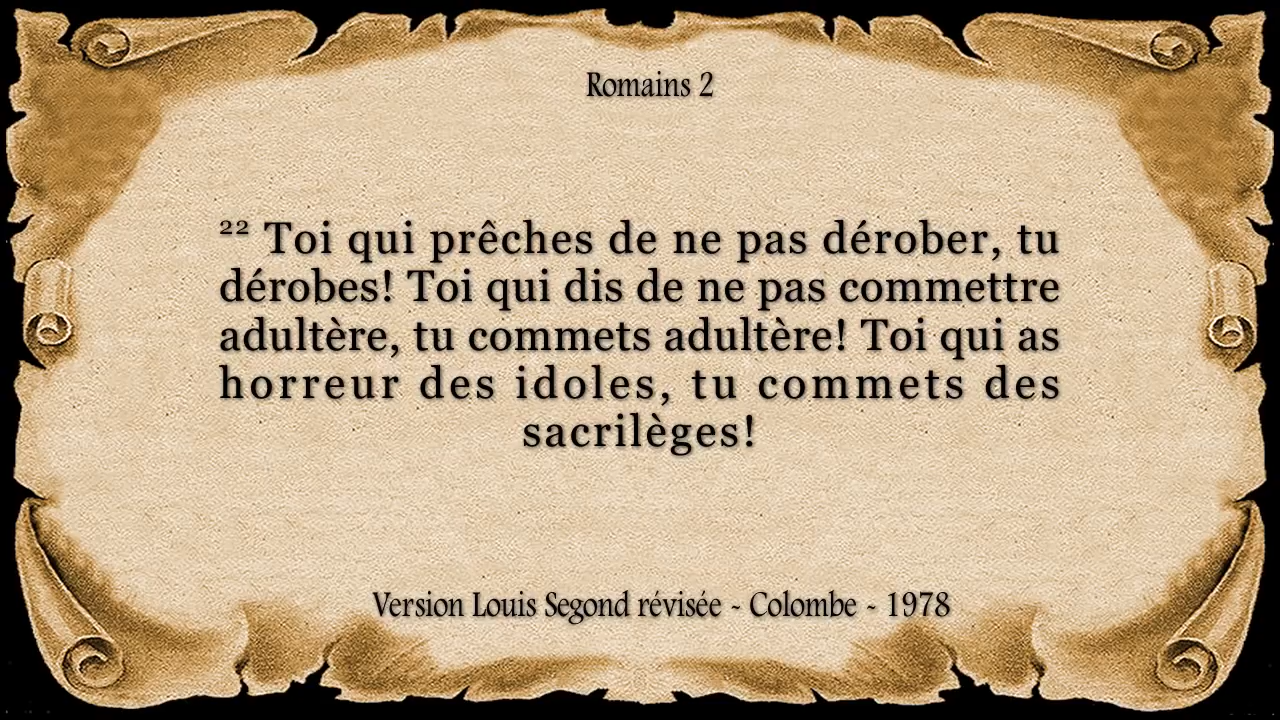 Romains 2
²² Toi qui prêches de ne pas dérober, tu
dérobes! Toi qui dis de ne pas commettre
adultère, tu commets adultère! Toi qui as
horreur des idoles, tu commets des
sacrilèges!
Version Louis Segond révisée - Colombe - 1978